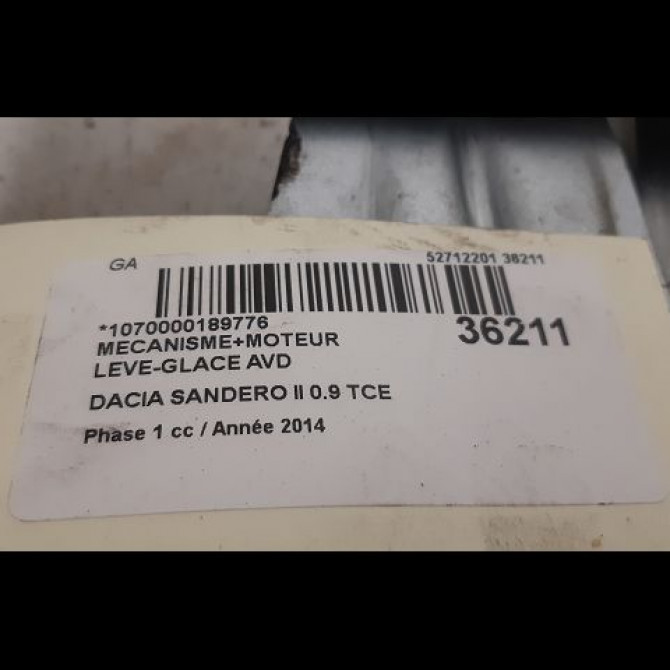 GA
52712201 36211
*1070000189776
36211
MECANISME+MOTEUR
LEVE-GLACE AVD
DACIA SANDERO II 0.9 TCE
Phase 1 cc / Année 2014